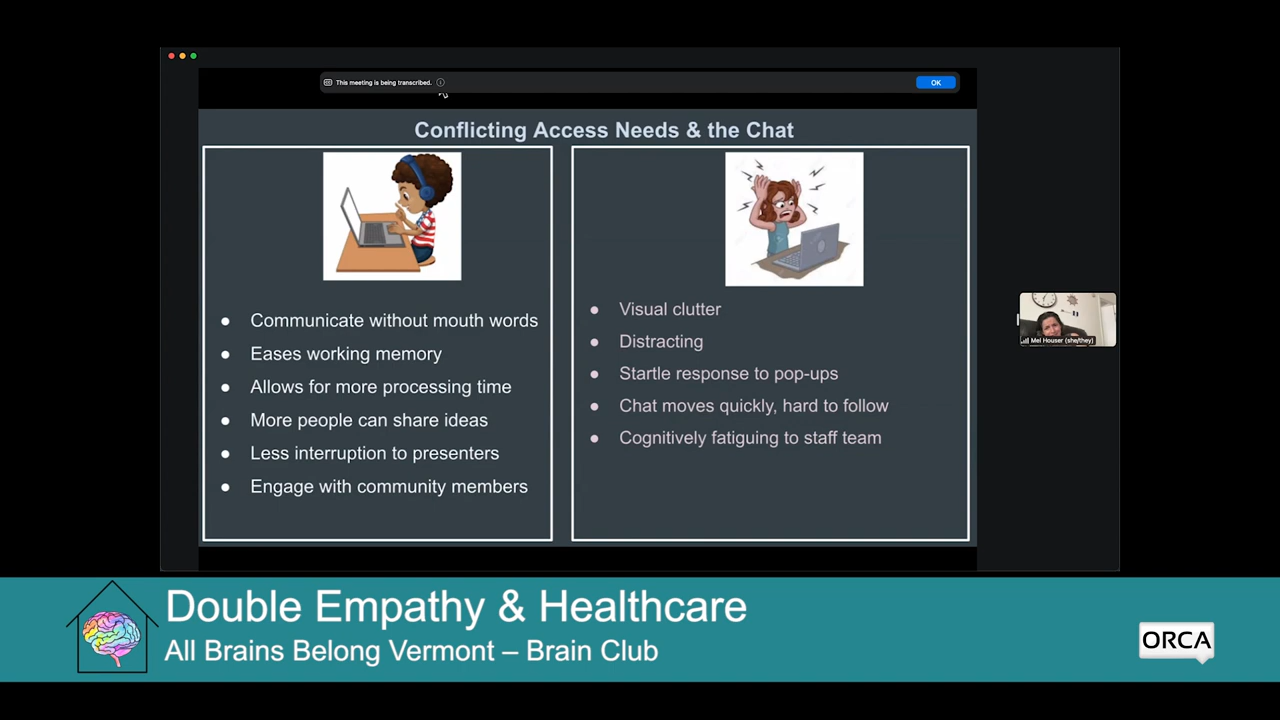 This meeting is being transcribed.
OK
Conflicting Access Needs & the Chat
● Communicate without mouth words
● Eases working memory
● Allows for more processing time
● More people can share ideas
● Less interruption to presenters
● Engage with community members
● Visual clutter
● Distracting
● Startle response to pop-ups
● Chat moves quickly, hard to follow
● Cognitively fatiguing to staff team
Mel Houser (she/they)
Double Empathy & Healthcare
All Brains Belong Vermont – Brain Club
ORCA